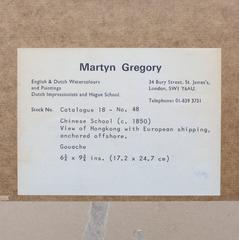 Martyn Gregory
English & Dutch Watercolours
and Paintings
Dutch Impressionists and Hague School.
34 Bury Street, St. James's,
London, SW1 Y6AU.
Telephone: 01-839 3731
Stock No. Catalogue 18 - No. 48
Chinese School (c. 1850)
View of Hongkong with European shipping,
anchored offshore.
Gouache
6¾ x 9¾ ins. (17.2 x 24.7 cm)